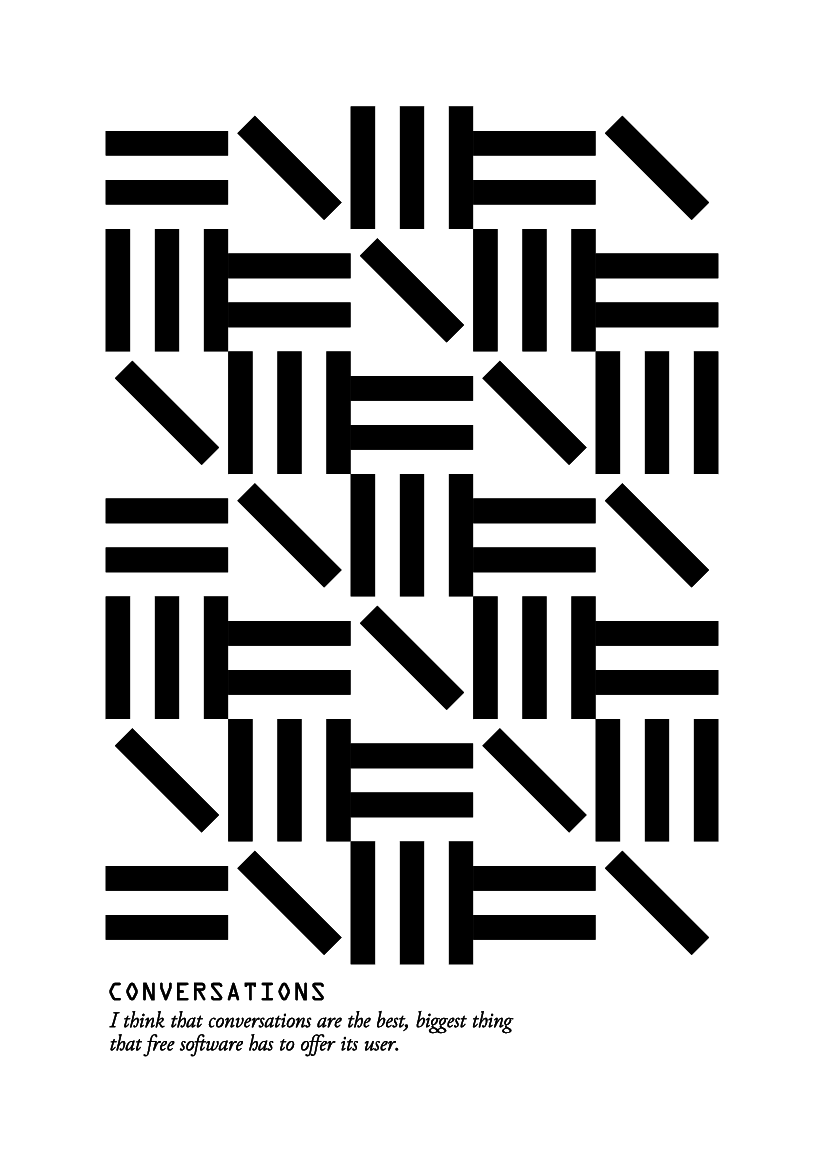 CONVERSATIONS
I think that conversations are the best, biggest thing
that free software has to offer its user.